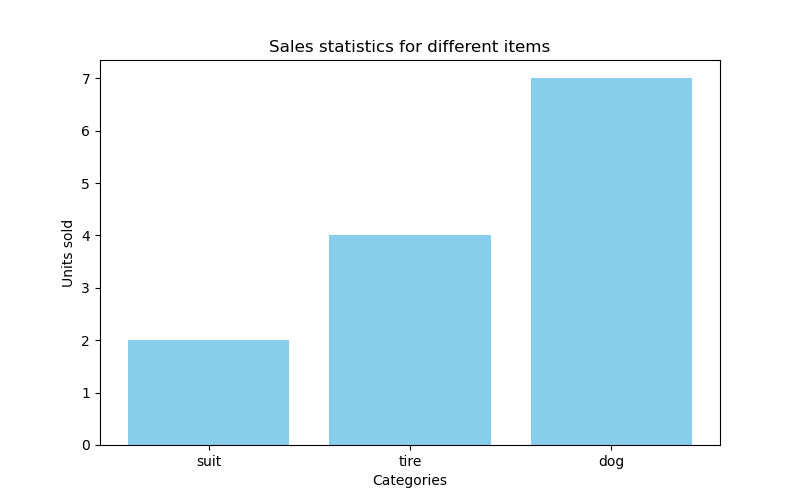 Sales statistics for different items
Units sold
7
6
5
4
3
2
1
0
suit tire dog
Categories